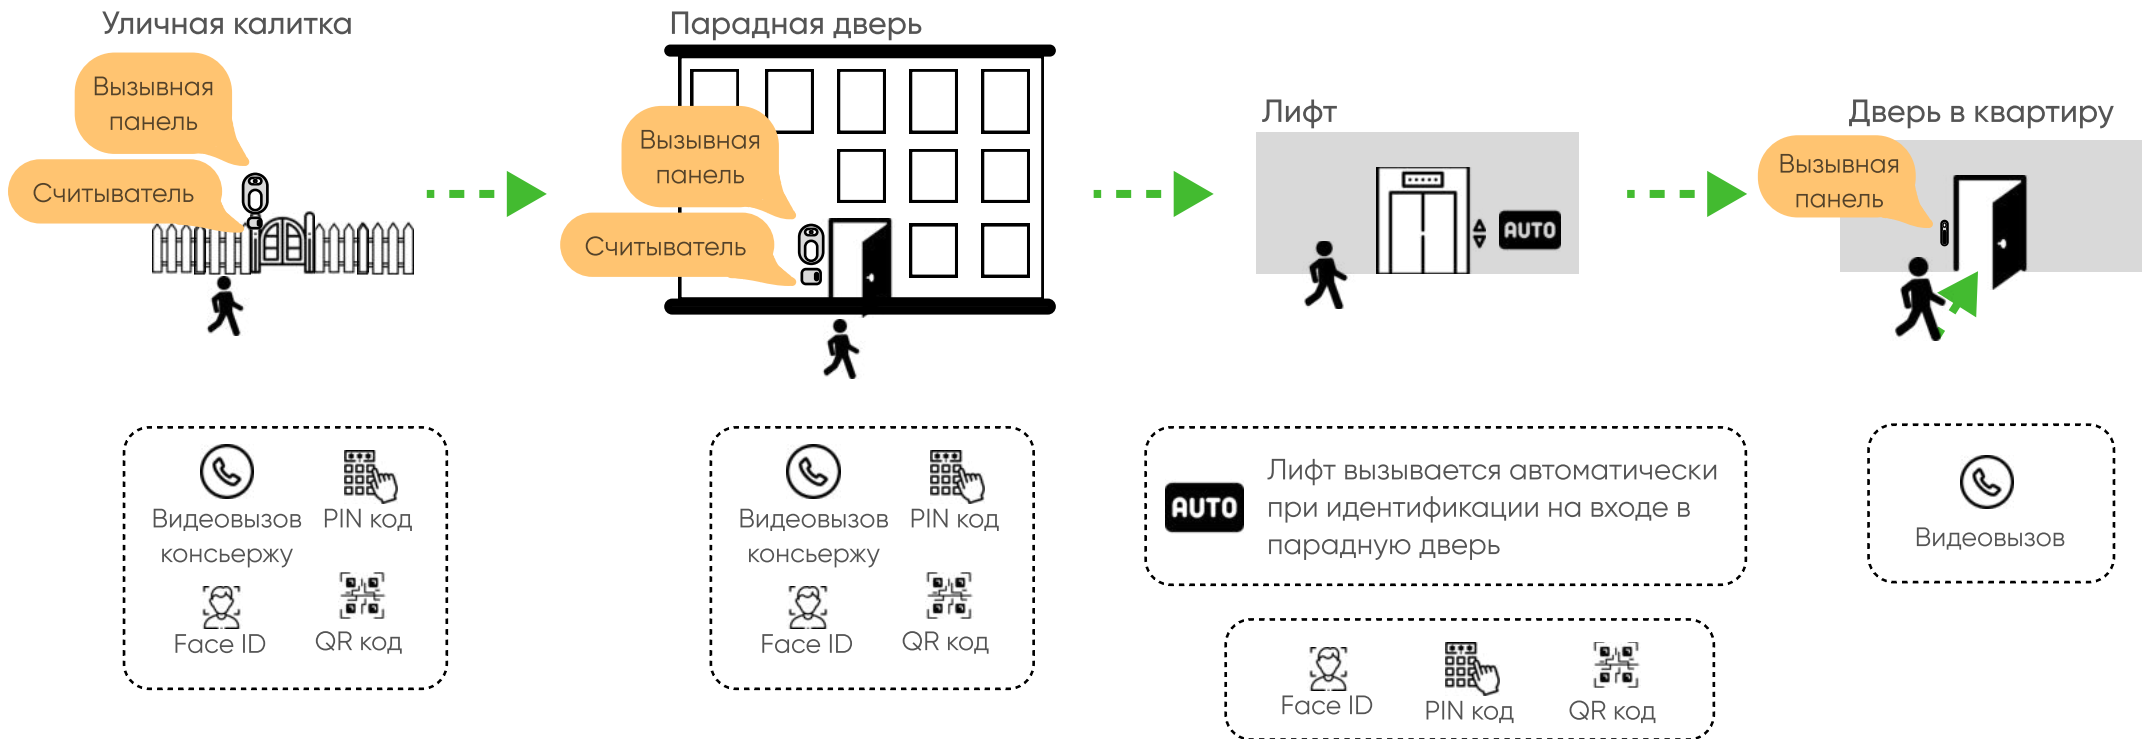 Уличная калитка
Вызывная
панель
Считыватель
Парадная дверь
Вызывная
панель
Считыватель
Лифт
AUTO
Дверь в квартиру
Вызывная
панель
Видеовызов
консьержу
PIN код
Face ID
QR код
Видеовызов
консьержу
PIN код
Face ID
QR код
AUTO
Лифт вызывается автоматически
при идентификации на входе в
парадную дверь
Face ID
PIN код
QR код
Видеовызов